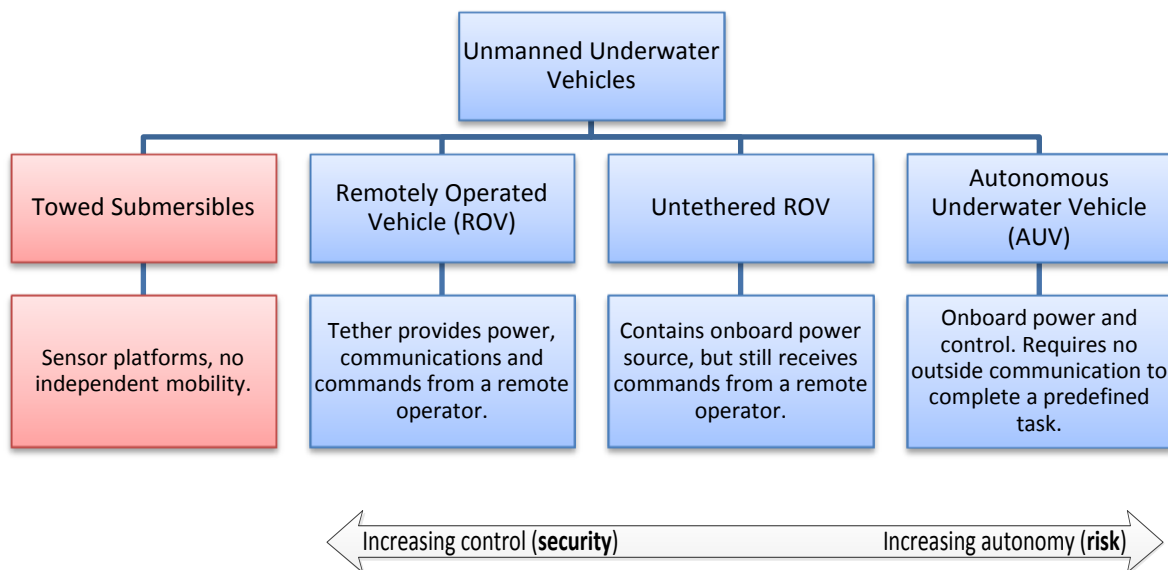 Unmanned Underwater
Vehicles
Towed Submersibles
Remotely Operated
Vehicle (ROV)
Untethered ROV
Autonomous
Underwater Vehicle
(AUV)
Sensor platforms, no
independent mobility.
Tether provides power,
communications and
commands from a remote
operator.
Contains onboard power
source, but still receives
commands from a remote
operator.
Onboard power and
control. Requires no
outside communication to
complete a predefined
task.
Increasing control (security)
Increasing autonomy (risk)